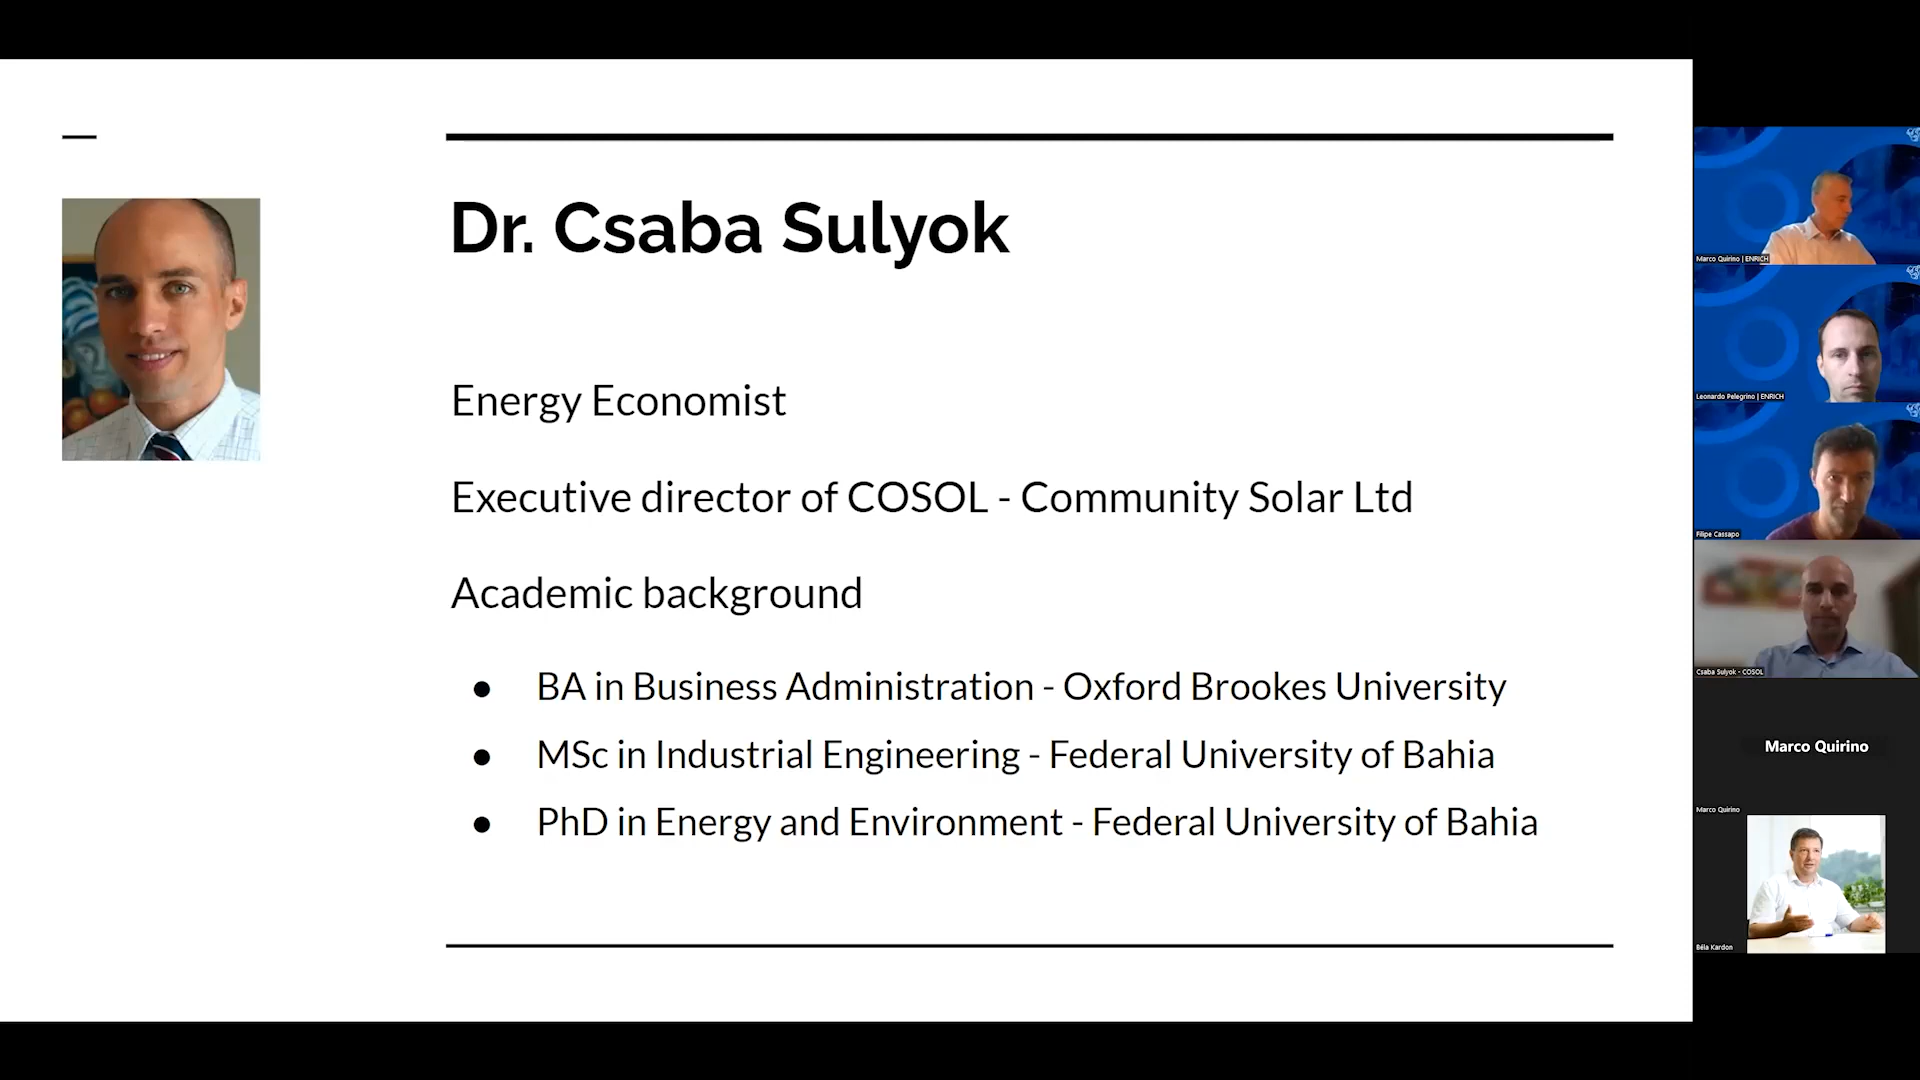 Dr. Csaba Sulyok
Energy Economist
Executive director of COSOL - Community Solar Ltd
Academic background
● BA in Business Administration - Oxford Brookes University
● MSc in Industrial Engineering - Federal University of Bahia
● PhD in Energy and Environment - Federal University of Bahia
Marco Quirino | ENRICH
Leonardo Pelegrino | ENRICH
Filipe Cassapo
Csaba Sulyok - COSOL
Marco Quirino
Marco Quirino
Béla Kardon